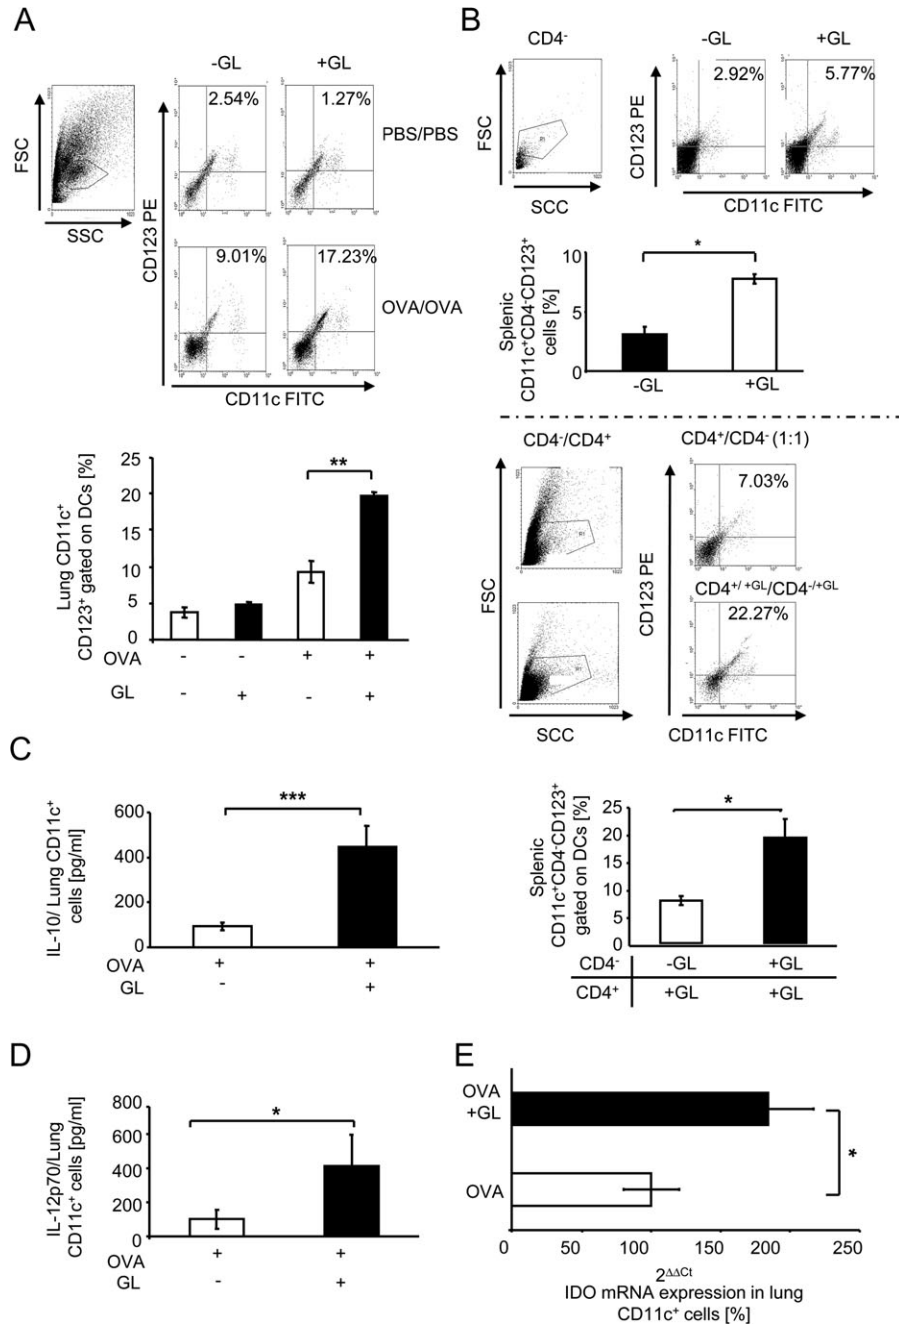 A
-GL
+GL
FSC
SSC
2.54%
1.27%
PBS/PBS
CD123 PE
9.01%
17.23%
OVA/OVA
CD11c FITC
Lung CD11c⁺
CD123⁺ gated on DCs [%]
25
20
15
10
5
0
**
OVA - - + +
GL - + - +
B
CD4⁻
-GL
+GL
FSC
SCC
2.92%
5.77%
CD123 PE
CD11c FITC
Splenic
CD11c⁺CD4⁻CD123⁺
cells [%]
10
5
0
*
-GL
+GL
CD4⁻/CD4⁺
CD4⁺/CD4⁻ (1:1)
7.03%
CD4⁺/ ⁺GL/CD4⁻/⁺GL
22.27%
FSC
SCC
CD123 PE
CD11c FITC
Splenic
CD11c⁺CD4⁻CD123⁺
gated on DCs [%]
25
20
15
10
5
0
*
CD4⁻ -GL +GL
CD4⁺ +GL +GL
C
IL-10/ Lung CD11c⁺
cells [pg/ml]
600
400
200
0
***
OVA + +
GL - +
D
IL-12p70/Lung
CD11c⁺ cells [pg/ml]
800
600
400
200
0
*
OVA + +
GL - +
E
OVA
+GL
OVA
*
0 50 100 150 200 250
2^ΔΔCt
IDO mRNA expression in lung
CD11c⁺ cells [%]